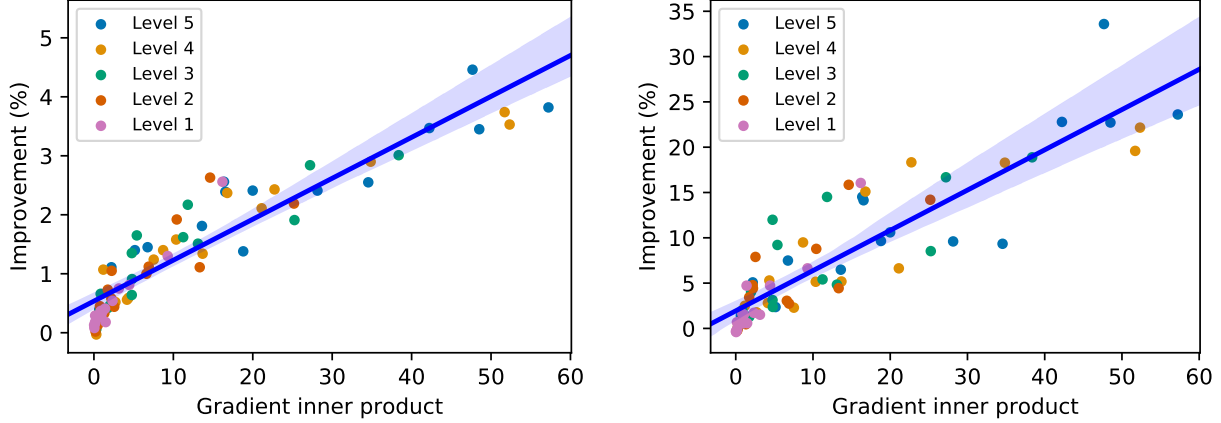 Level 5
Level 4
Level 3
Level 2
Level 1
5
4
3
2
1
0
Improvement (%)
0 10 20 30 40 50 60
Gradient inner product
Level 5
Level 4
Level 3
Level 2
Level 1
35
30
25
20
15
10
5
0
Improvement (%)
0 10 20 30 40 50 60
Gradient inner product